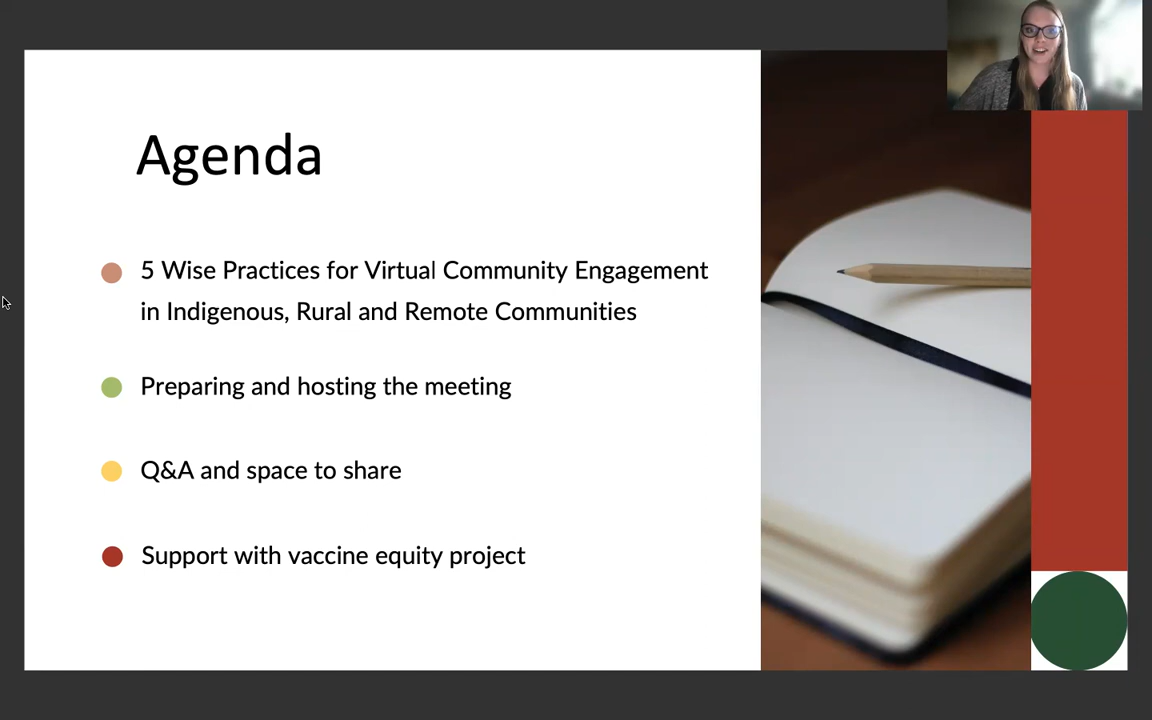 Agenda
5 Wise Practices for Virtual Community Engagement
in Indigenous, Rural and Remote Communities
Preparing and hosting the meeting
Q&A and space to share
Support with vaccine equity project